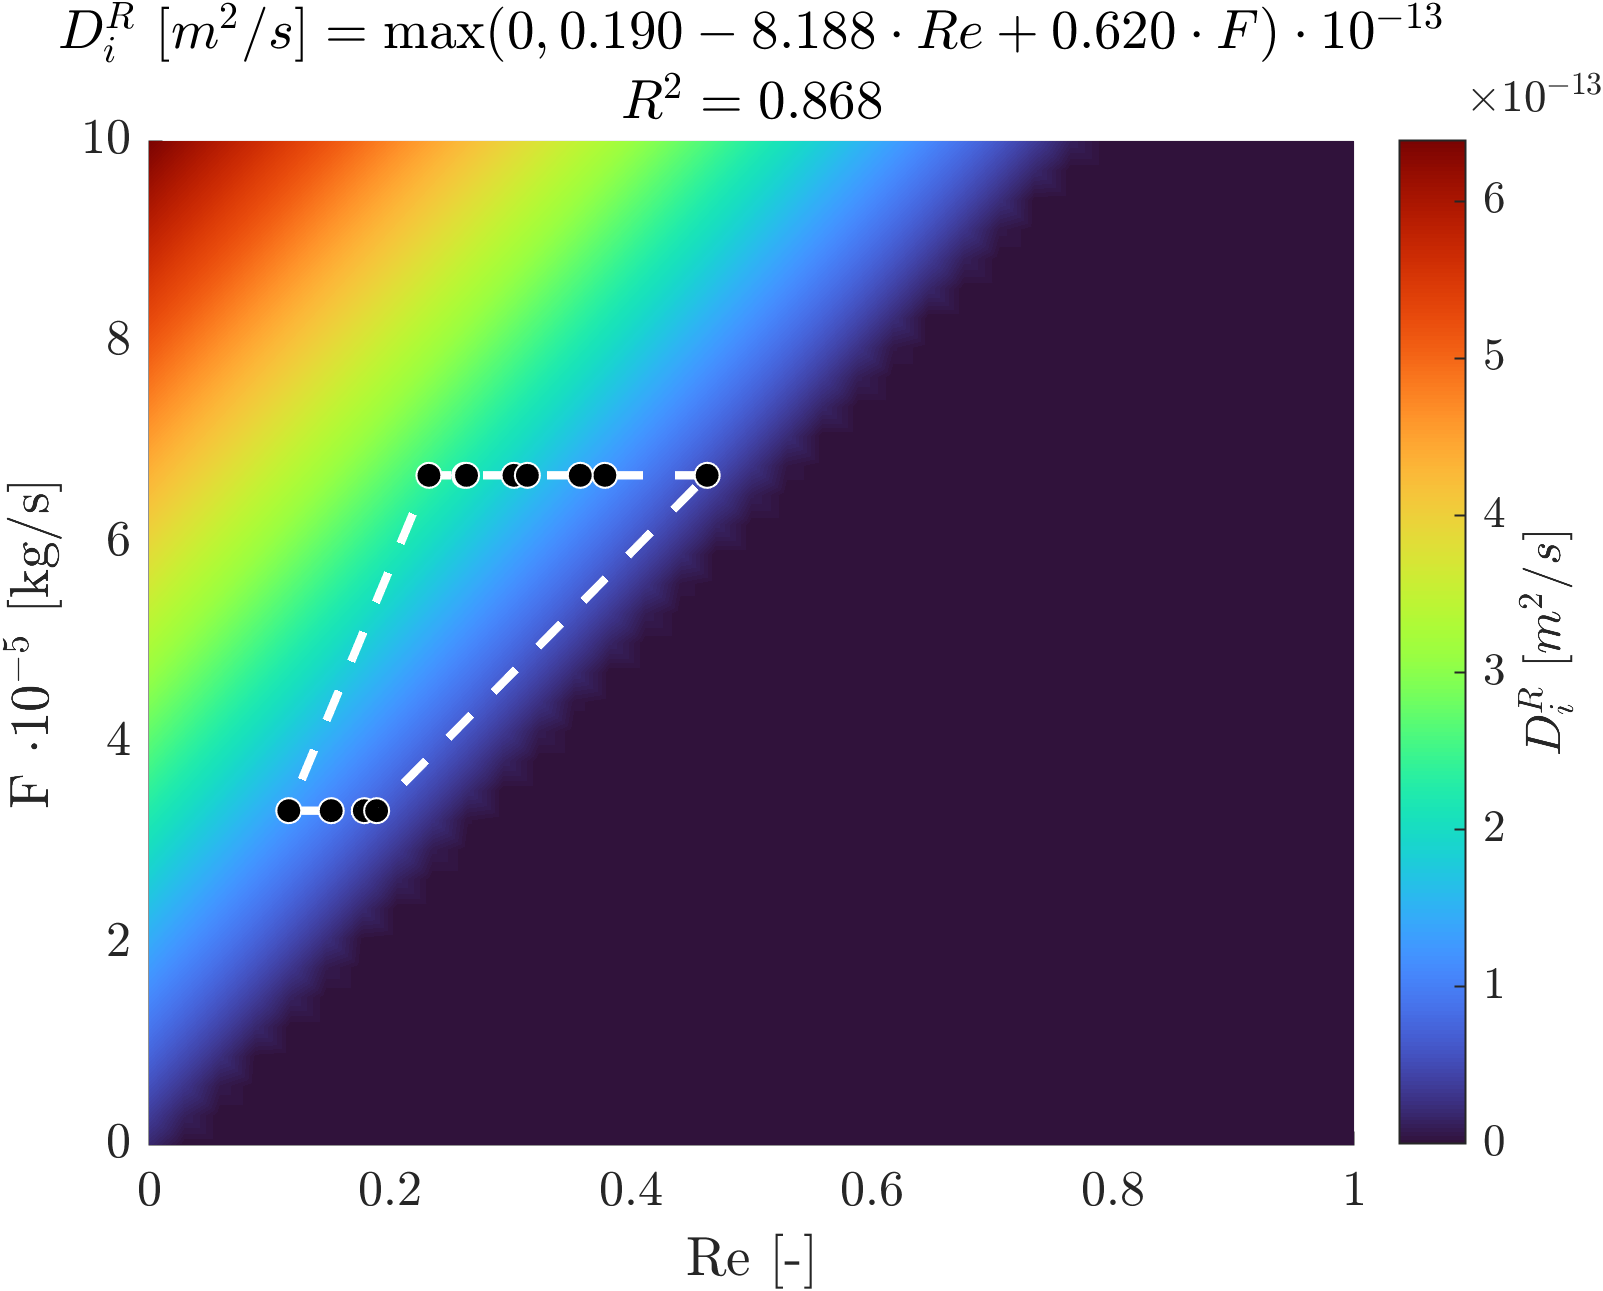 D_i^R [m^2/s] = max(0, 0.190 − 8.188 · Re + 0.620 · F) · 10^−13
R^2 = 0.868
×10^−13
10
8
6
4
2
0
F ·10^−5 [kg/s]
0 0.2 0.4 0.6 0.8 1
Re [-]
6
5
4
3
2
1
0
D_i^R [m^2/s]